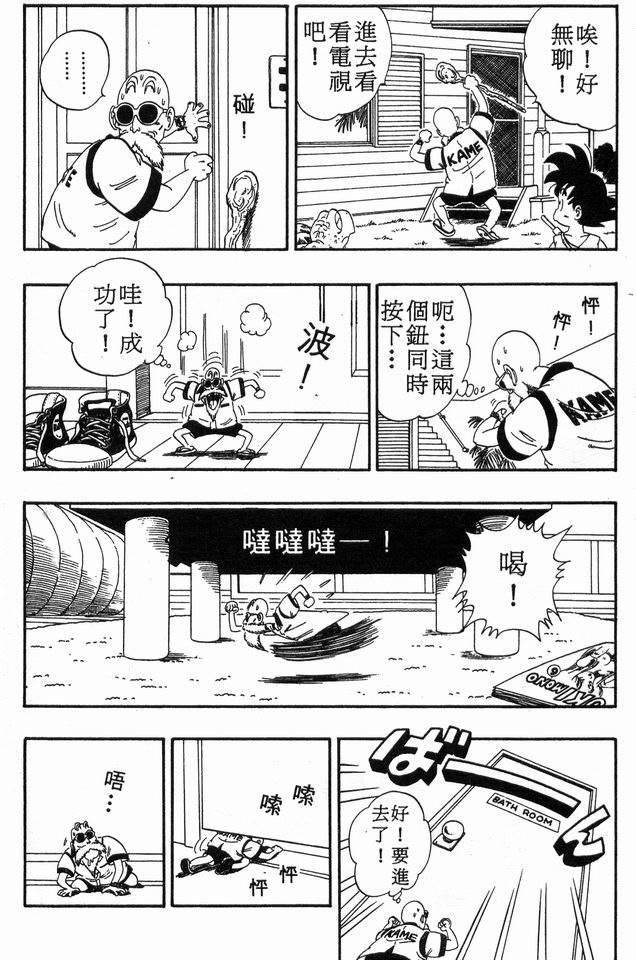 唉！好
無聊！
進去看
看電視
吧！
KAME
碰！
……
……
怦！
怦！
呃…這兩
個鈕同時
按下…
KAME
波！
哇！成
功了！
喝！
噠噠噠—！
ばーん
BATH ROOM
好！要進
去了！
KAME
嗦
嗦
怦
KAME
唔…